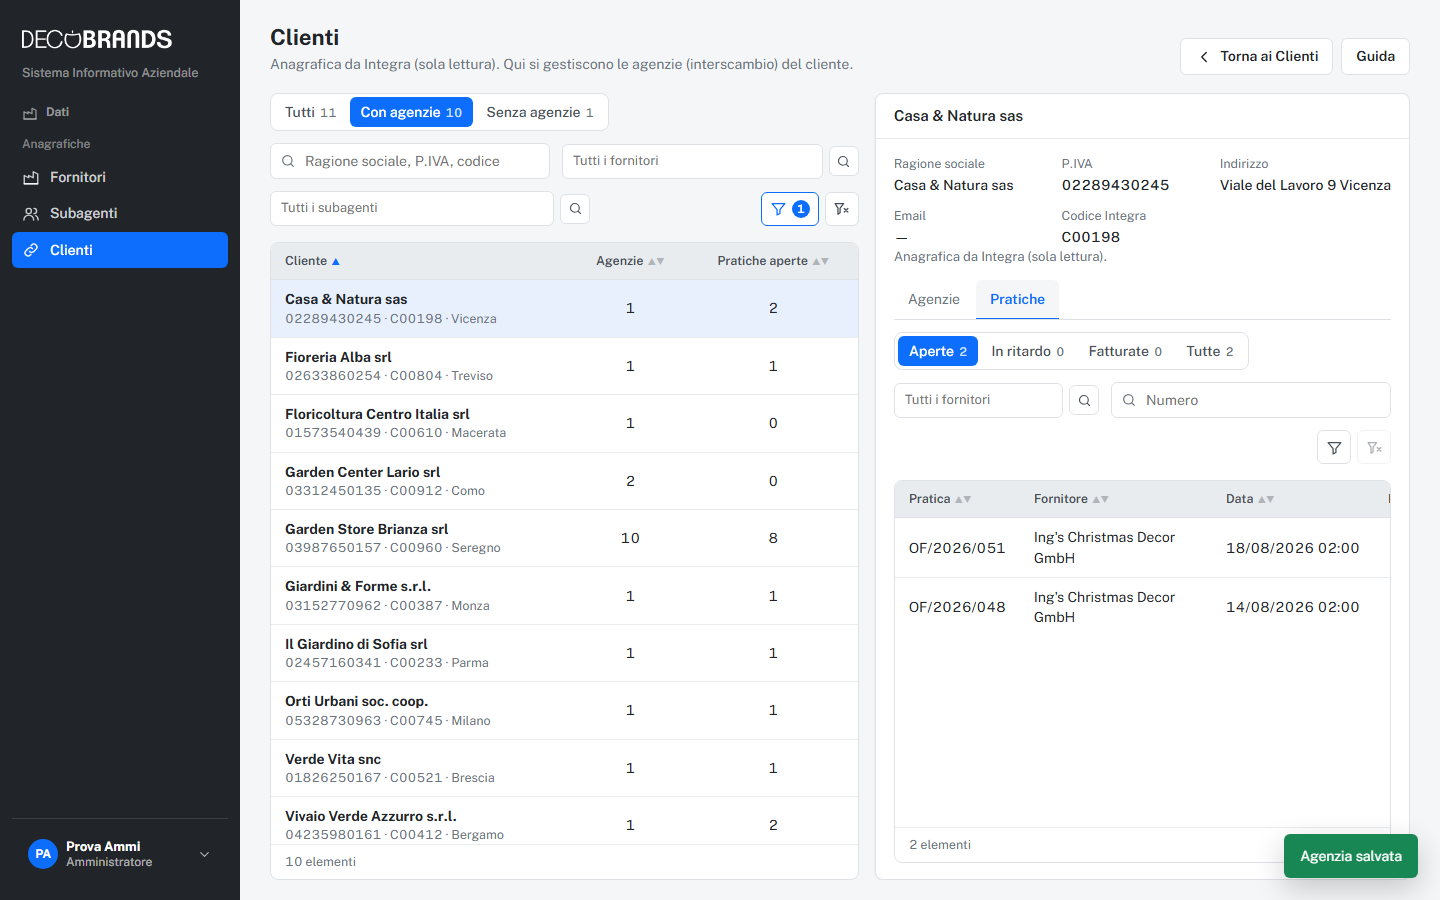 DECOBRANDS
Sistema Informativo Aziendale
Dati
Anagrafiche
Fornitori
Subagenti
Clienti
PA
Prova Ammi
Amministratore
Clienti
Anagrafica da Integra (sola lettura). Qui si gestiscono le agenzie (interscambio) del cliente.
Torna ai Clienti
Guida
Tutti 11
Con agenzie 10
Senza agenzie 1
Ragione sociale, P.IVA, codice
Tutti i fornitori
Tutti i subagenti
1
Cliente
Agenzie
Pratiche aperte
Casa & Natura sas
02289430245 · C00198 · Vicenza
1
2
Fioreria Alba srl
02633860254 · C00804 · Treviso
1
1
Floricoltura Centro Italia srl
01573540439 · C00610 · Macerata
1
0
Garden Center Lario srl
03312450135 · C00912 · Como
2
0
Garden Store Brianza srl
03987650157 · C00960 · Seregno
10
8
Giardini & Forme s.r.l.
03152770962 · C00387 · Monza
1
1
Il Giardino di Sofia srl
02457160341 · C00233 · Parma
1
1
Orti Urbani soc. coop.
05328730963 · C00745 · Milano
1
1
Verde Vita snc
01826250167 · C00521 · Brescia
1
1
Vivaio Verde Azzurro s.r.l.
04235980161 · C00412 · Bergamo
1
2
10 elementi
Casa & Natura sas
Ragione sociale
P.IVA
Indirizzo
Casa & Natura sas
02289430245
Viale del Lavoro 9 Vicenza
Email
Codice Integra
—
C00198
Anagrafica da Integra (sola lettura).
Agenzie
Pratiche
Aperte 2
In ritardo 0
Fatturate 0
Tutte 2
Tutti i fornitori
Numero
Pratica
Fornitore
Data
OF/2026/051
Ing's Christmas Decor
GmbH
18/08/2026 02:00
OF/2026/048
Ing's Christmas Decor
GmbH
14/08/2026 02:00
2 elementi
Agenzia salvata